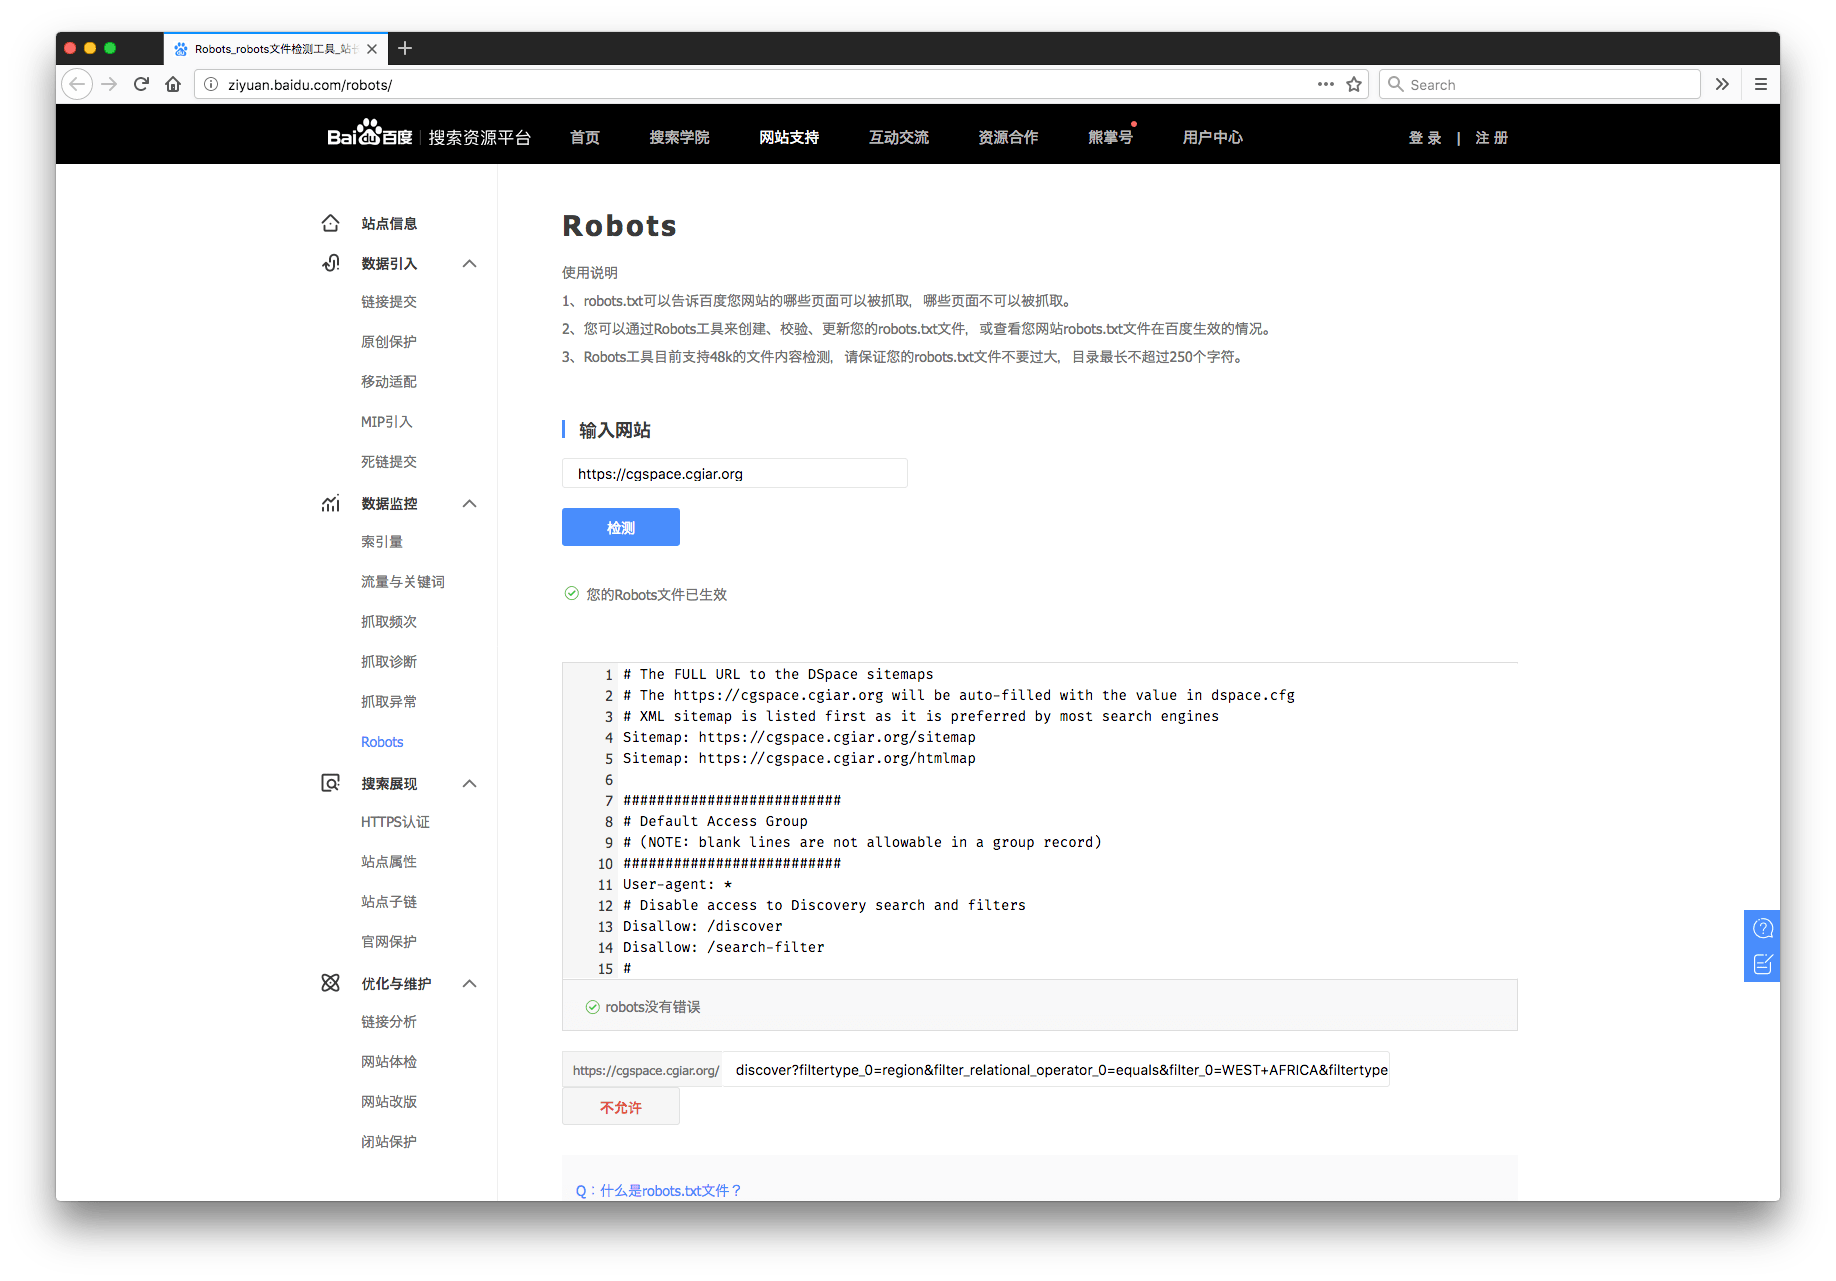 Robots_robots文件检测工具_站长
ziyuan.baidu.com/robots/
Search
Bai du 百度 搜索资源平台 首页 搜索学院 网站支持 互动交流 资源合作 熊掌号 用户中心 登录 | 注册
站点信息
数据引入
链接提交
原创保护
移动适配
MIP引入
死链提交
数据监控
索引量
流量与关键词
抓取频次
抓取诊断
抓取异常
Robots
搜索展现
HTTPS认证
站点属性
站点子链
官网保护
优化与维护
链接分析
网站体检
网站改版
闭站保护
Robots
使用说明
1、robots.txt可以告诉百度您网站的哪些页面可以被抓取，哪些页面不可以被抓取。
2、您可以通过Robots工具来创建、校验、更新您的robots.txt文件，或查看您网站robots.txt文件在百度生效的情况。
3、Robots工具目前支持48k的文件内容检测，请保证您的robots.txt文件不要过大，目录最长不超过250个字符。
输入网站
https://cgspace.cgiar.org
检测
您的Robots文件已生效
1 # The FULL URL to the DSpace sitemaps
2 # The https://cgspace.cgiar.org will be auto-filled with the value in dspace.cfg
3 # XML sitemap is listed first as it is preferred by most search engines
4 Sitemap: https://cgspace.cgiar.org/sitemap
5 Sitemap: https://cgspace.cgiar.org/htmlmap
6
7 ##########################
8 # Default Access Group
9 # (NOTE: blank lines are not allowable in a group record)
10 ##########################
11 User-agent: *
12 # Disable access to Discovery search and filters
13 Disallow: /discover
14 Disallow: /search-filter
15 #
robots没有错误
https://cgspace.cgiar.org/ discover?filtertype_0=region&filter_relational_operator_0=equals&filter_0=WEST+AFRICA&filtertype
不允许
Q：什么是robots.txt文件？